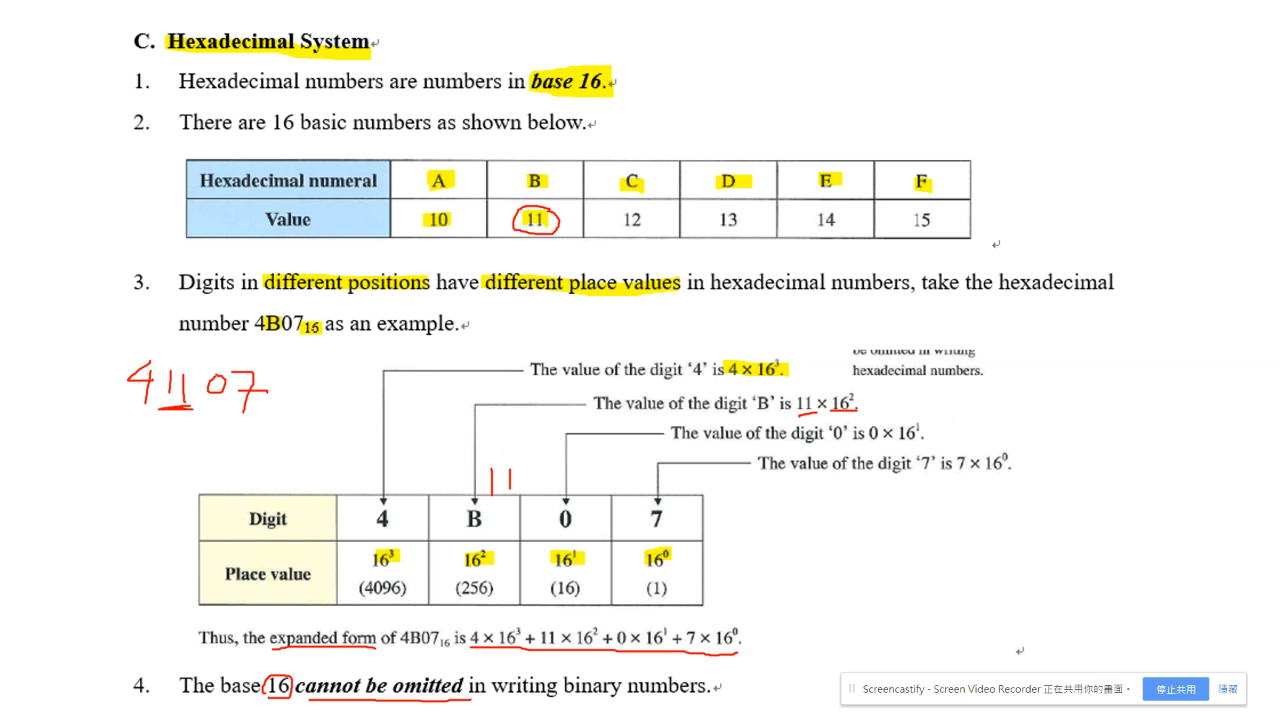 C. Hexadecimal System
1. Hexadecimal numbers are numbers in base 16.
2. There are 16 basic numbers as shown below.
Hexadecimal numeral A B C D E F
Value 10 11 12 13 14 15
3. Digits in different positions have different place values in hexadecimal numbers, take the hexadecimal
number 4B07₁₆ as an example.
be omitted in writing
hexadecimal numbers.
The value of the digit ‘4’ is 4 × 16³.
41107
The value of the digit ‘B’ is 11 × 16².
The value of the digit ‘0’ is 0 × 16¹.
The value of the digit ‘7’ is 7 × 16⁰.
11
Digit 4 B 0 7
Place value 16³ 16² 16¹ 16⁰
(4096) (256) (16) (1)
Thus, the expanded form of 4B07₁₆ is 4 × 16³ + 11 × 16² + 0 × 16¹ + 7 × 16⁰.
4. The base 16 cannot be omitted in writing binary numbers.
Screencastify - Screen Video Recorder 正在共用你的畫面。 停止共用 隱藏